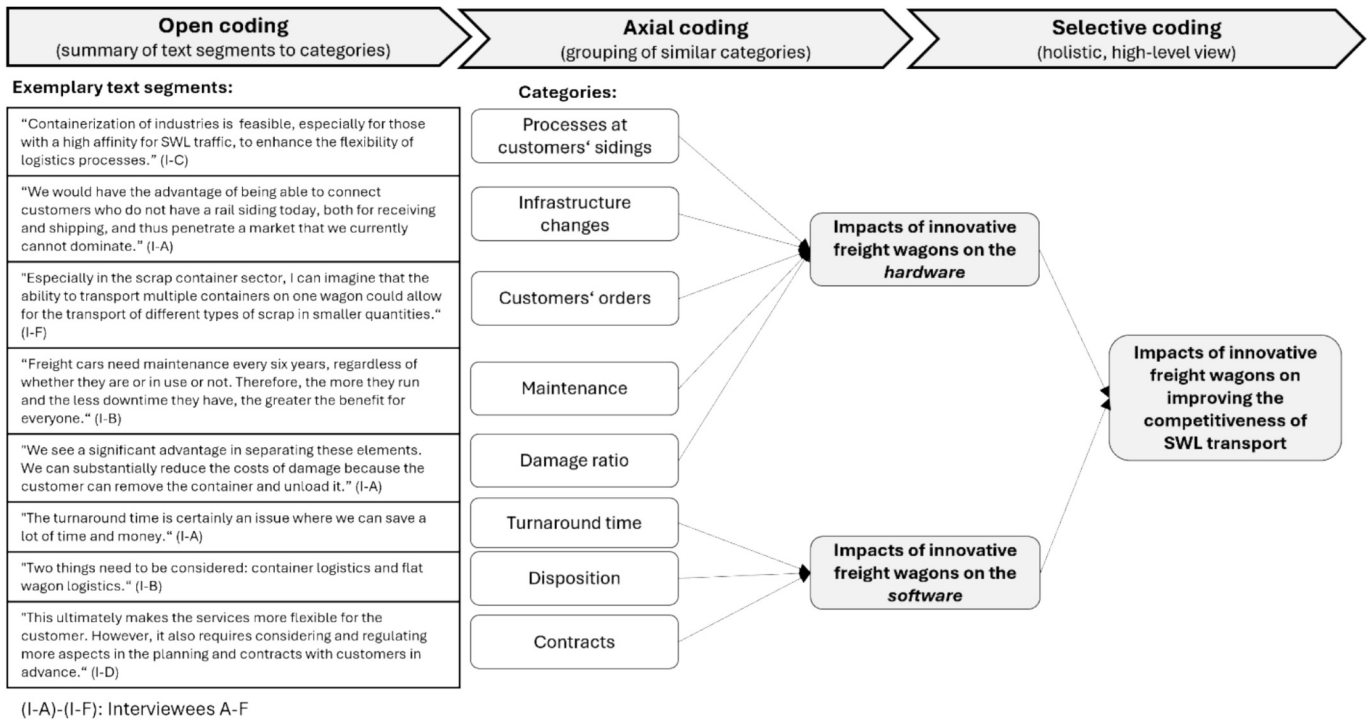 Open coding
(summary of text segments to categories)
Axial coding
(grouping of similar categories)
Selective coding
(holistic, high-level view)
Exemplary text segments:
“Containerization of industries is feasible, especially for those
with a high affinity for SWL traffic, to enhance the flexibility of
logistics processes.” (I-C)
“We would have the advantage of being able to connect
customers who do not have a rail siding today, both for receiving
and shipping, and thus penetrate a market that we currently
cannot dominate.” (I-A)
“Especially in the scrap container sector, I can imagine that the
ability to transport multiple containers on one wagon could allow
for the transport of different types of scrap in smaller quantities.“
(I-F)
“Freight cars need maintenance every six years, regardless of
whether they are or in use or not. Therefore, the more they run
and the less downtime they have, the greater the benefit for
everyone.“ (I-B)
“We see a significant advantage in separating these elements.
We can substantially reduce the costs of damage because the
customer can remove the container and unload it.” (I-A)
"The turnaround time is certainly an issue where we can save a
lot of time and money.“ (I-A)
"Two things need to be considered: container logistics and flat
wagon logistics.“ (I-B)
"This ultimately makes the services more flexible for the
customer. However, it also requires considering and regulating
more aspects in the planning and contracts with customers in
advance.“ (I-D)
Categories:
Processes at
customers‘ sidings
Infrastructure
changes
Customers‘ orders
Maintenance
Damage ratio
Turnaround time
Disposition
Contracts
Impacts of innovative
freight wagons on the
hardware
Impacts of innovative
freight wagons on the
software
Impacts of innovative
freight wagons on
improving the
competitiveness of
SWL transport
(I-A)-(I-F): Interviewees A-F